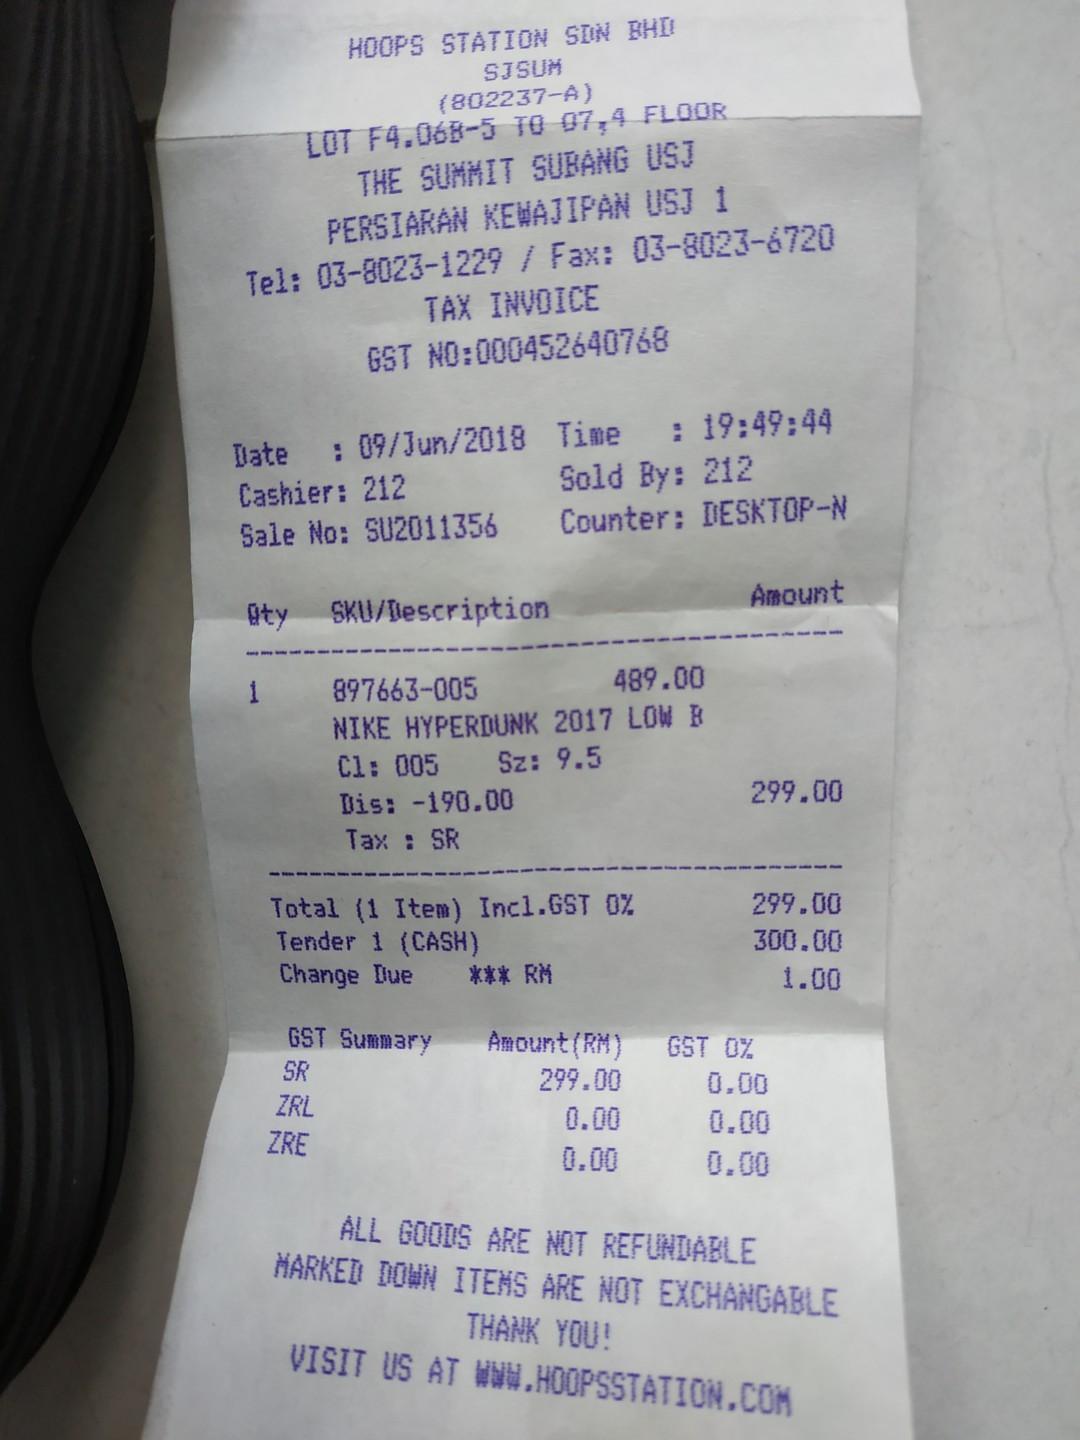 HOOPS STATION SDN BHD
SJSUM
(802237-A)
LOT F4.06B-5 TO 07,4 FLOOR
THE SUMMIT SUBANG USJ
PERSIARAN KEWAJIPAN USJ 1
Tel: 03-8023-1229 / Fax: 03-8023-6720
TAX INVOICE
GST NO:000452640768
Date : 09/Jun/2018 Time : 19:49:44
Cashier: 212 Sold By: 212
Sale No: SU2011356 Counter: DESKTOP-N
Qty SKU/Description Amount
1 897663-005 489.00
NIKE HYPERDUNK 2017 LOW B
Cl: 005 Sz: 9.5
Dis: -190.00 299.00
Tax : SR
Total (1 Item) Incl.GST 0% 299.00
Tender 1 (CASH) 300.00
Change Due *** RM 1.00
GST Summary Amount(RM) GST 0%
SR 299.00 0.00
ZRL 0.00 0.00
ZRE 0.00 0.00
ALL GOODS ARE NOT REFUNDABLE
MARKED DOWN ITEMS ARE NOT EXCHANGABLE
THANK YOU!
VISIT US AT WWW.HOOPSSTATION.COM